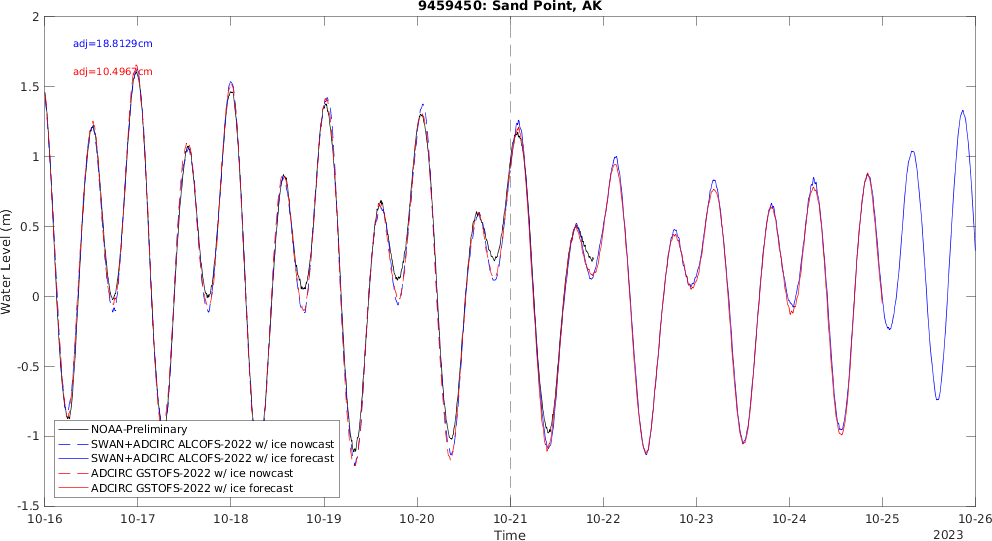 9459450: Sand Point, AK
2
1.5
1
0.5
0
-0.5
-1
-1.5
Water Level (m)
adj=18.8129cm
adj=10.4967cm
NOAA-Preliminary
SWAN+ADCIRC ALCOFS-2022 w/ ice nowcast
SWAN+ADCIRC ALCOFS-2022 w/ ice forecast
ADCIRC GSTOFS-2022 w/ ice nowcast
ADCIRC GSTOFS-2022 w/ ice forecast
10-16 10-17 10-18 10-19 10-20 10-21 10-22 10-23 10-24 10-25 10-26
Time
2023